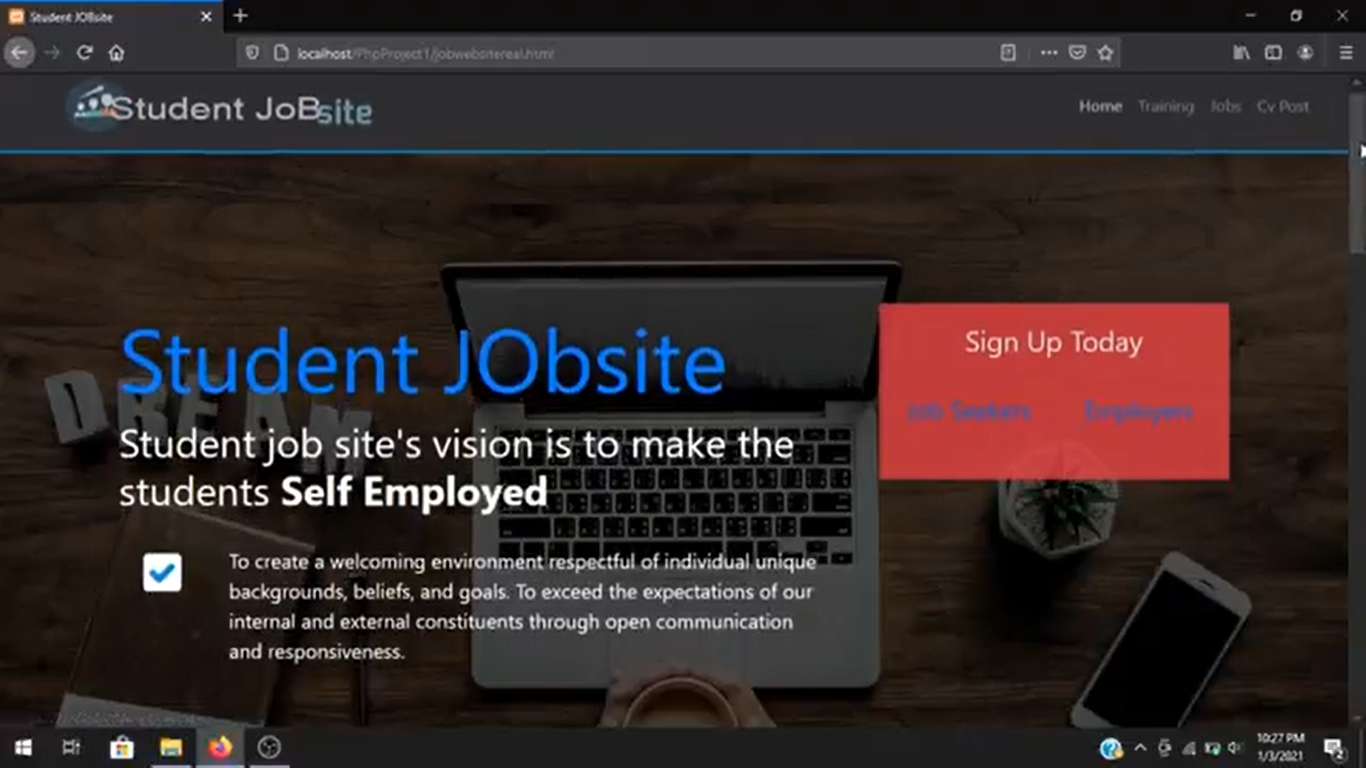 Student JOBsite
localhost/PhpProject1/jobwebsitereal.html
Student JoBsite
Home Training Jobs Cv Post
DREAM
Student JObsite
Sign Up Today
Job Seekers Employers
Student job site's vision is to make the
students Self Employed
To create a welcoming environment respectful of individual unique
backgrounds, beliefs, and goals. To exceed the expectations of our
internal and external constituents through open communication
and responsiveness.
10:27 PM
1/3/2021
2